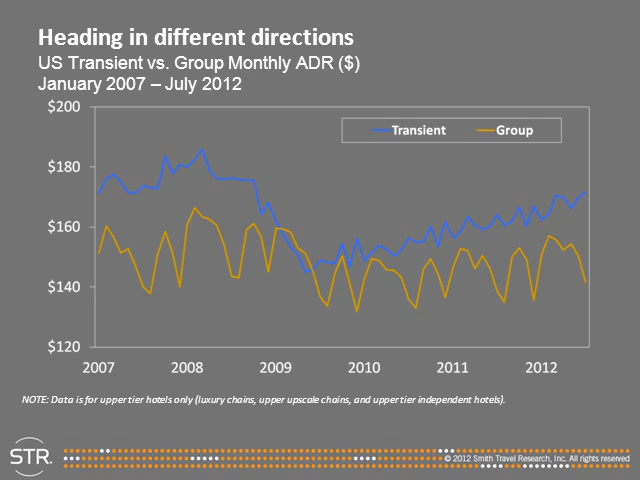 Heading in different directions
US Transient vs. Group Monthly ADR ($)
January 2007 – July 2012
$200
Transient
Group
$180
$160
$140
$120
2007
2008
2009
2010
2011
2012
NOTE: Data is for upper tier hotels only (luxury chains, upper upscale chains, and upper tier independent hotels).
STR.
© 2012 Smith Travel Research, Inc. All rights reserved